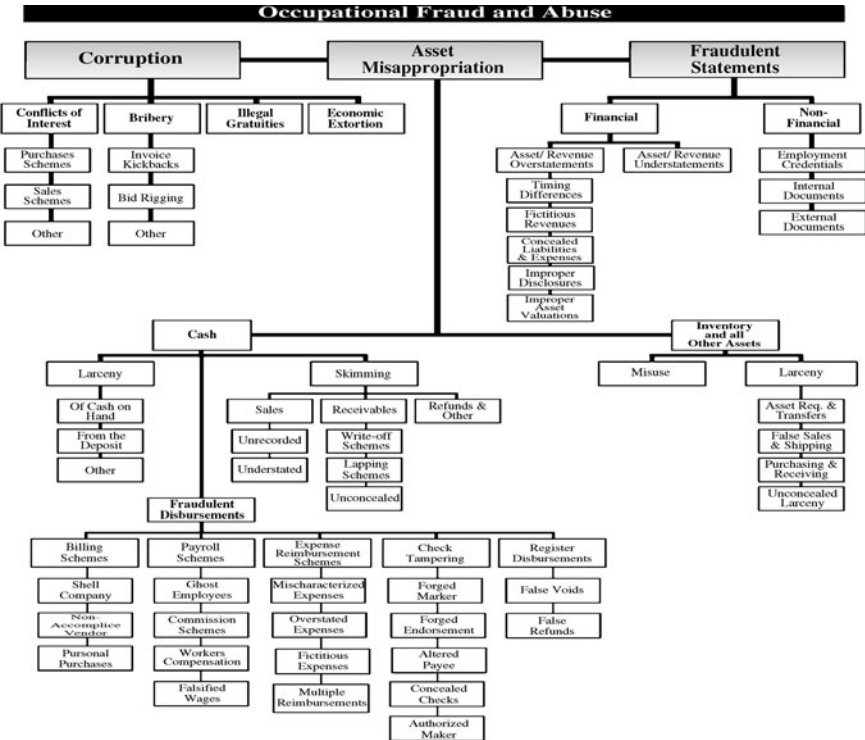 Occupational Fraud and Abuse
Corruption
Asset
Misappropriation
Fraudulent
Statements
Conflicts of
Interest
Bribery
Illegal
Gratuities
Economic
Extortion
Financial
Non-
Financial
Purchases
Schemes
Sales
Schemes
Other
Invoice
Kickbacks
Bid Rigging
Other
Asset/ Revenue
Overstatements
Asset/ Revenue
Understatements
Timing
Differences
Fictitious
Revenues
Concealed
Liabilities
& Expenses
Improper
Disclosures
Improper
Asset
Valuations
Employment
Credentials
Internal
Documents
External
Documents
Cash
Inventory
and all
Other Assets
Larceny
Skimming
Misuse
Larceny
Of Cash on
Hand
From the
Deposit
Other
Sales
Unrecorded
Understated
Receivables
Write-off
Schemes
Lapping
Schemes
Unconcealed
Refunds &
Other
Asset Req. &
Transfers
False Sales
& Shipping
Purchasing &
Receiving
Unconcealed
Larceny
Fraudulent
Disbursements
Billing
Schemes
Shell
Company
Non-
Accomplice
Vendor
Pursonal
Purchases
Payroll
Schemes
Ghost
Employees
Commission
Schemes
Workers
Compensation
Falsified
Wages
Expense
Reimbursement
Schemes
Mischaracterized
Expenses
Overstated
Expenses
Fictitious
Expenses
Multiple
Reimbursements
Check
Tampering
Forged
Marker
Forged
Endorsement
Altered
Payee
Concealed
Checks
Authorized
Maker
Register
Disbursements
False Voids
False
Refunds